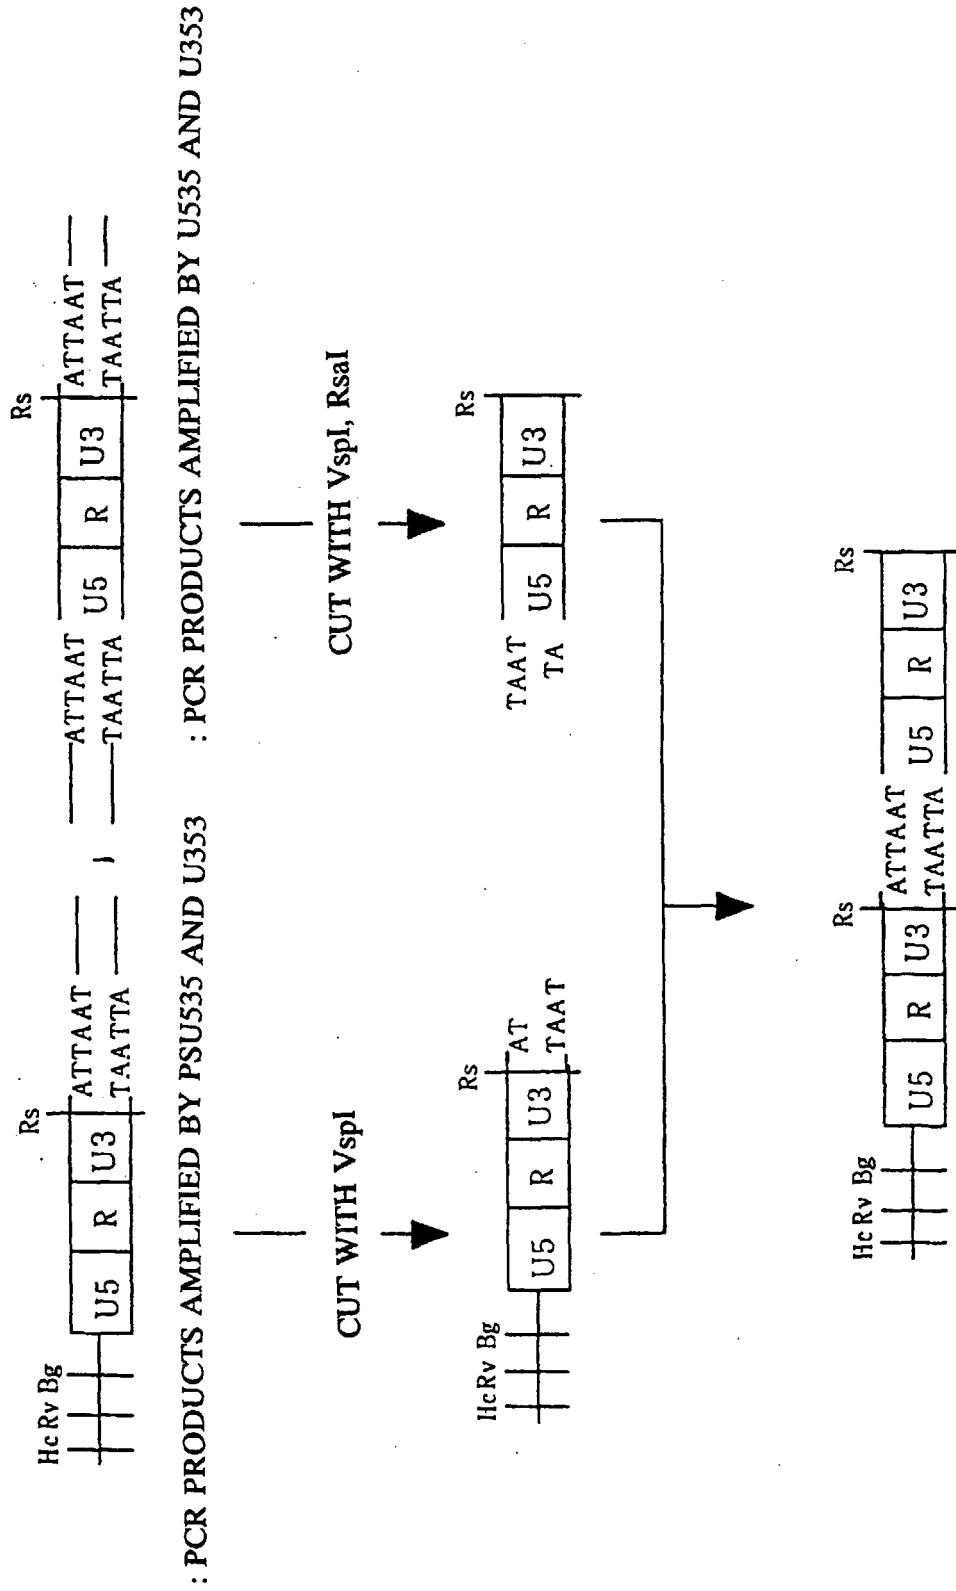 Hc Rv Bg Rs Rs
U5 R U3 ATTAAT ATTAAT U5 R U3 ATTAAT
TAATTA TAATTA TAATTA
: PCR PRODUCTS AMPLIFIED BY PSU535 AND U353
: PCR PRODUCTS AMPLIFIED BY U535 AND U353
CUT WITH VspI
CUT WITH VspI, RsaI
Hc Rv Bg Rs
U5 R U3 AT
TAAT
Rs
TAAT U5 R U3
TA
Hc Rv Bg Rs Rs
U5 R U3 ATTAAT U5 R U3
TAATTA